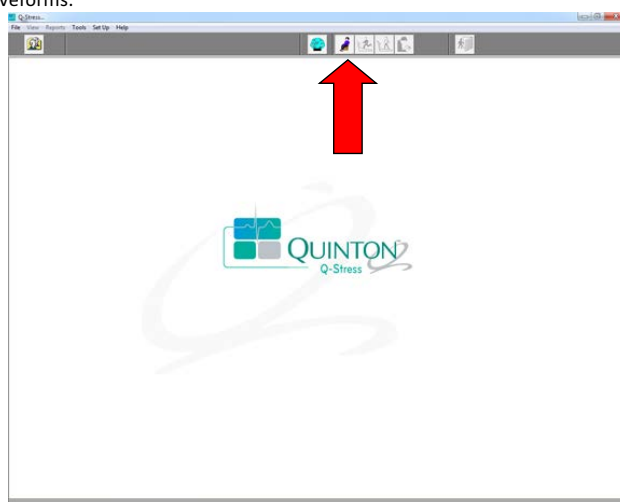 veforms.
Q-Stress...
File View Reports Tools Set Up Help
QUINTON
Q-Stress